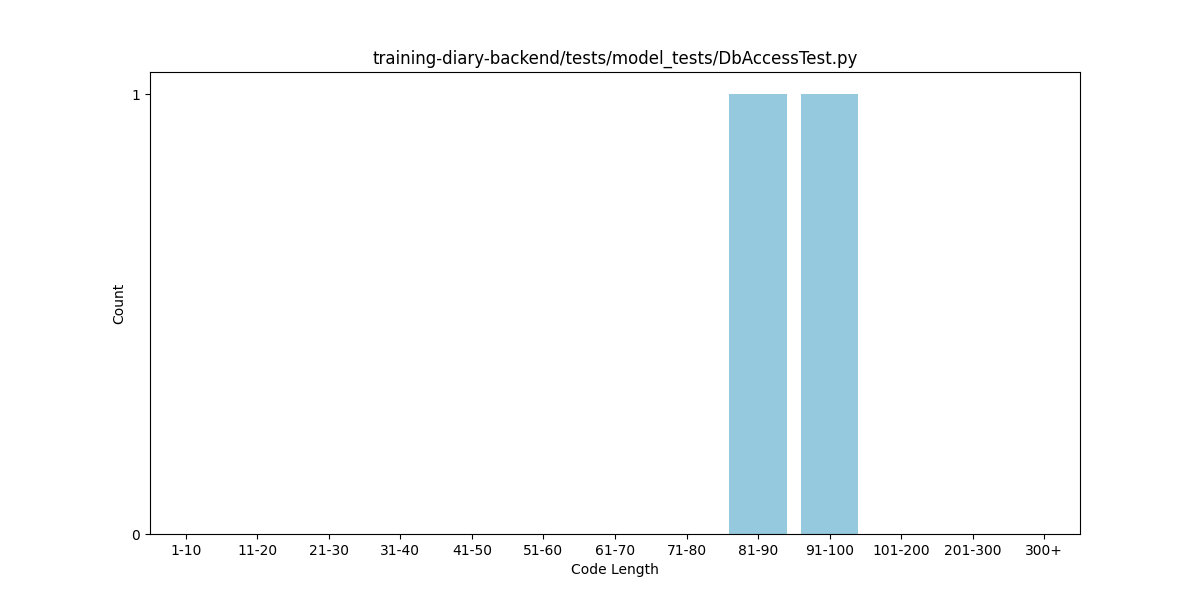 training-diary-backend/tests/model_tests/DbAccessTest.py
1
Count
0
1-10 11-20 21-30 31-40 41-50 51-60 61-70 71-80 81-90 91-100 101-200 201-300 300+
Code Length